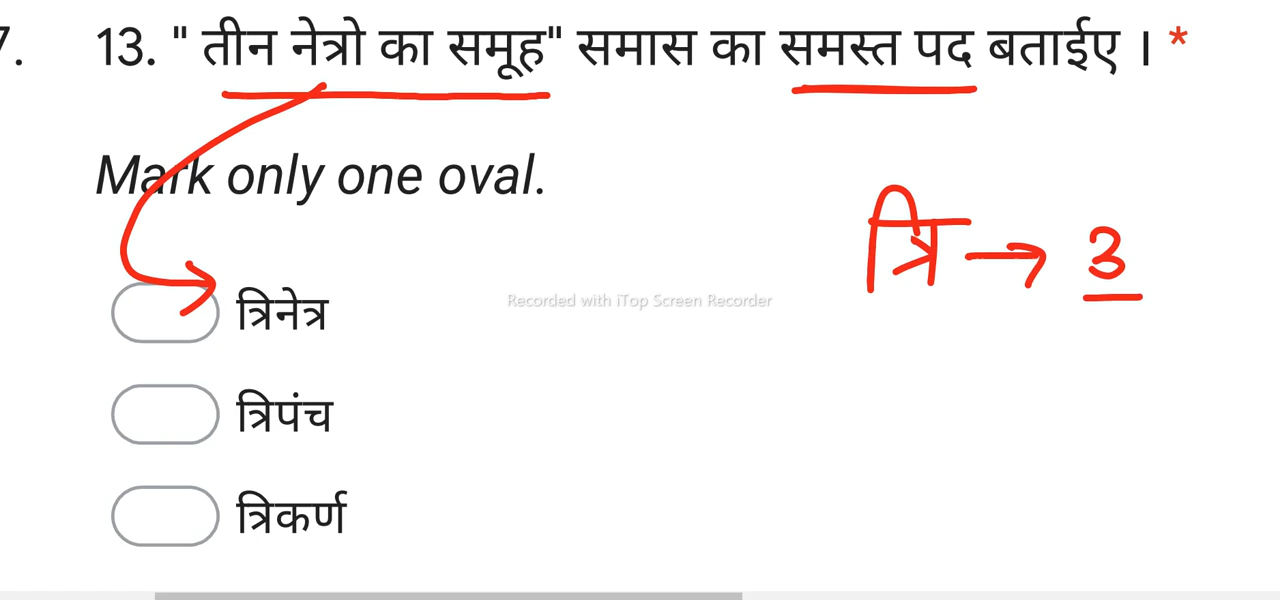 7. 13. " तीन नेत्रो का समूह" समास का समस्त पद बताईए । *
Mark only one oval.
त्रि → 3
त्रिनेत्र
Recorded with iTop Screen Recorder
त्रिपंच
त्रिकर्ण